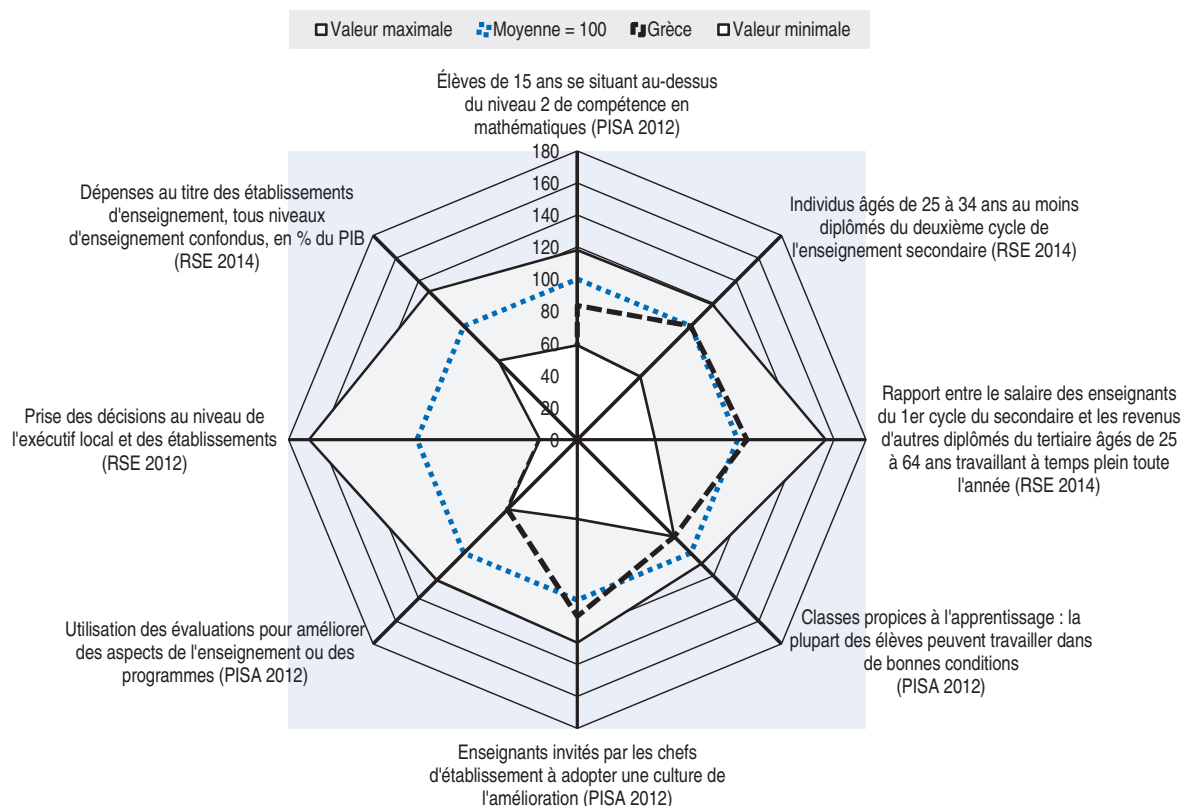 Valeur maximale Moyenne = 100 Grèce Valeur minimale
Élèves de 15 ans se situant au-dessus
du niveau 2 de compétence en
mathématiques (PISA 2012)
Individus âgés de 25 à 34 ans au moins
diplômés du deuxième cycle de
l'enseignement secondaire (RSE 2014)
Rapport entre le salaire des enseignants
du 1er cycle du secondaire et les revenus
d'autres diplômés du tertiaire âgés de 25
à 64 ans travaillant à temps plein toute
l'année (RSE 2014)
Classes propices à l'apprentissage : la
plupart des élèves peuvent travailler dans
de bonnes conditions
(PISA 2012)
Enseignants invités par les chefs
d'établissement à adopter une culture de
l'amélioration (PISA 2012)
Utilisation des évaluations pour améliorer
des aspects de l'enseignement ou des
programmes (PISA 2012)
Prise des décisions au niveau de
l'exécutif local et des établissements
(RSE 2012)
Dépenses au titre des établissements
d'enseignement, tous niveaux
d'enseignement confondus, en % du PIB
(RSE 2014)
180
160
140
120
100
80
60
40
20
0